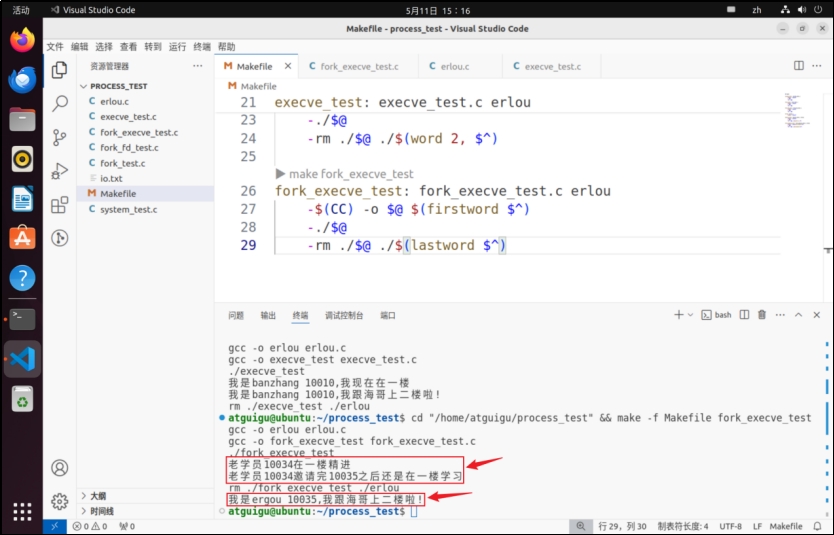 活动
Visual Studio Code
5月11日 15：16
zh
Makefile - process_test - Visual Studio Code
文件 编辑 选择 查看 转到 运行 终端 帮助
资源管理器
PROCESS_TEST
C erlou.c
C execve_test.c
C fork_execve_test.c
C fork_fd_test.c
C fork_test.c
io.txt
M Makefile
C system_test.c
大纲
时间线
M Makefile
C fork_execve_test.c
C erlou.c
C execve_test.c
M Makefile
21 execve_test: execve_test.c erlou
23 -./$@
24 -rm ./$@ ./$(word 2, $^)
25
make fork_execve_test
26 fork_execve_test: fork_execve_test.c erlou
27 -$(CC) -o $@ $(firstword $^)
28 -./$@
29 -rm ./$@ ./$(lastword $^)
问题 输出 终端 调试控制台 端口
bash
gcc -o erlou erlou.c
gcc -o execve_test execve_test.c
./execve_test
我是banzhang 10010,我现在在一楼
我是banzhang 10010,我跟海哥上二楼啦!
rm ./execve_test ./erlou
atguigu@ubuntu:~/process_test$ cd "/home/atguigu/process_test" && make -f Makefile fork_execve_test
gcc -o erlou erlou.c
gcc -o fork_execve_test fork_execve_test.c
./fork_execve_test
老学员10034在一楼精进
老学员10034邀请完10035之后还是在一楼学习
rm ./fork_execve_test ./erlou
我是ergou 10035,我跟海哥上二楼啦!
atguigu@ubuntu:~/process_test$
0 0 0
行 29，列 30 制表符长度: 4 UTF-8 LF Makefile